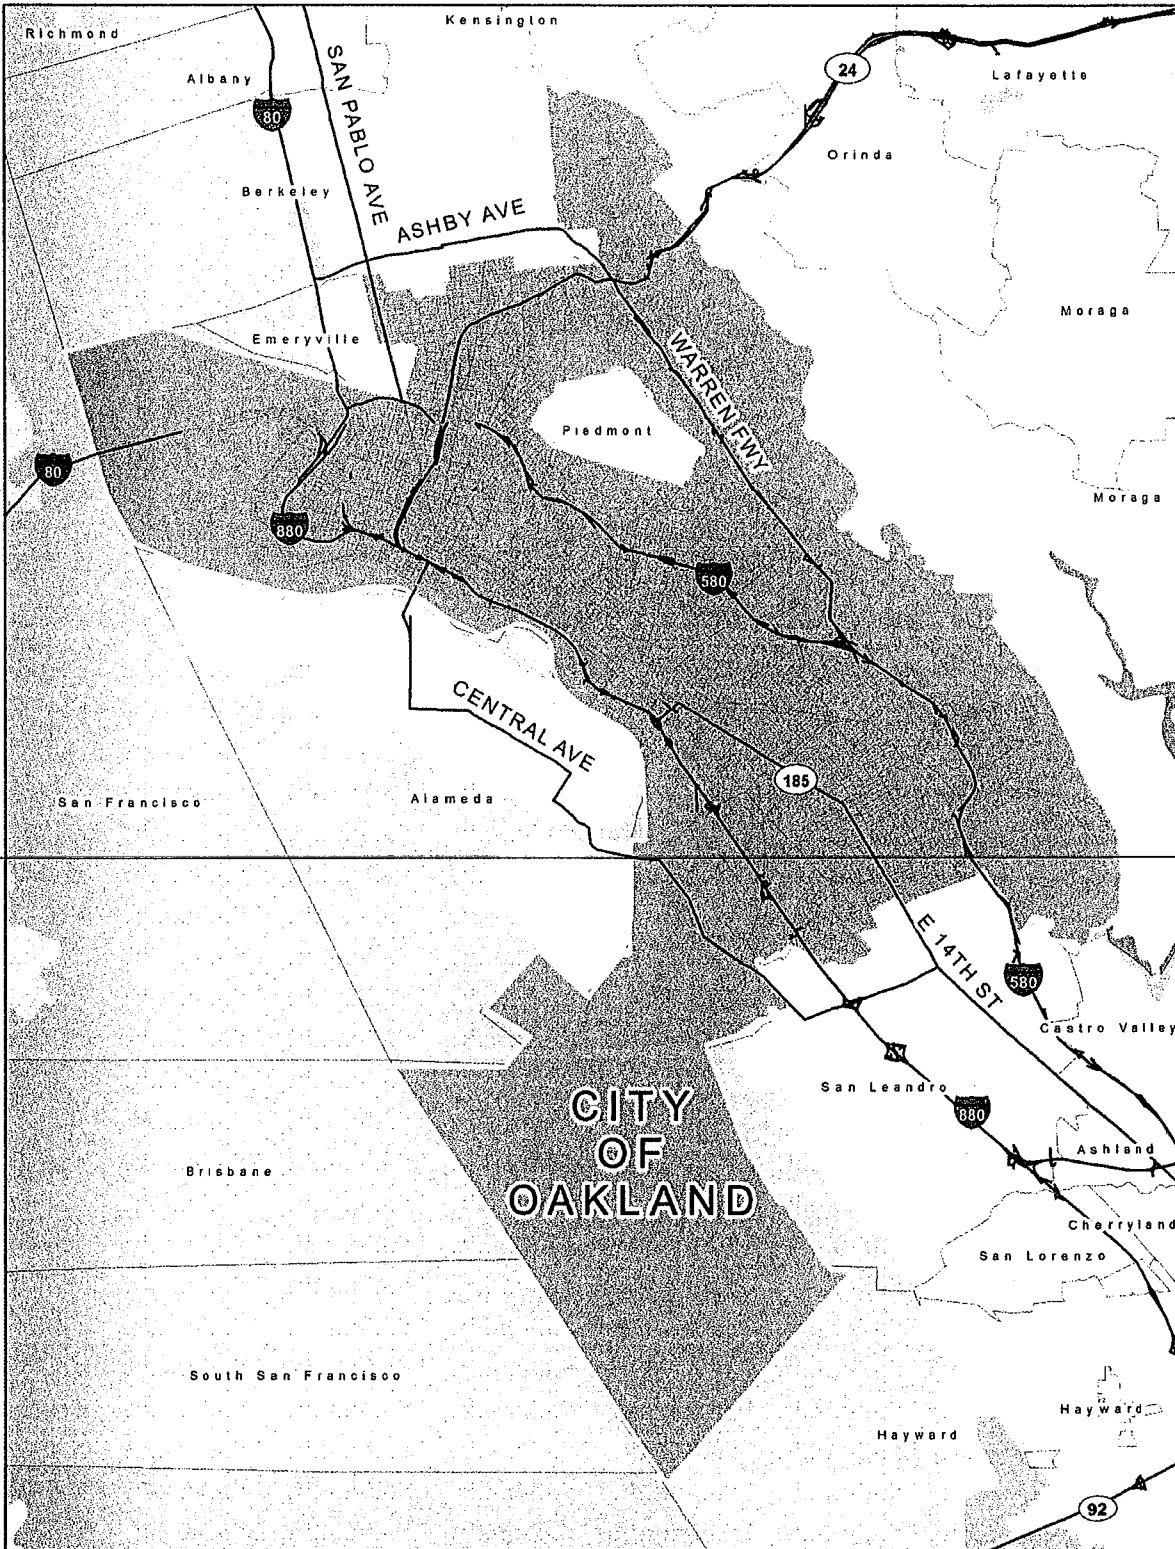 Kensington
Richmond
SAN PABLO AVE
24
Lafayette
Albany
80
Orinda
Berkeley
ASHBY AVE
Moraga
Emeryville
WARREN FWY
Piedmont
80
Moraga
880
580
CENTRAL AVE
185
San Francisco
Alameda
E 14TH ST
580
Castro Valley
San Leandro
CITY
OF
OAKLAND
880
Ashland
Brisbane
Cherryland
San Lorenzo
South San Francisco
Hayward
Hayward
92